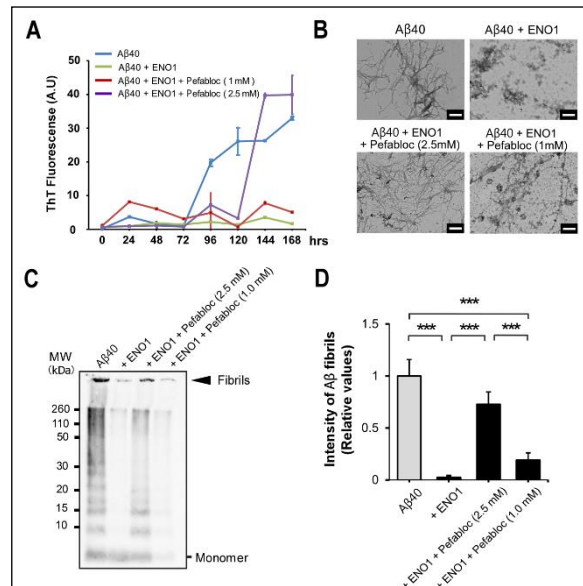 A
Aβ40
Aβ40 + ENO1
Aβ40 + ENO1 + Pefabloc (1mM)
Aβ40 + ENO1 + Pefabloc (2.5 mM)
ThT Fluorescense (A.U)
50
40
30
20
10
0
0 24 48 72 96 120 144 168 hrs
B
Aβ40
Aβ40 + ENO1
Aβ40 + ENO1
+ Pefabloc (2.5mM)
Aβ40 + ENO1
+ Pefabloc (1mM)
C
MW
(kDa)
Aβ40
+ ENO1
+ ENO1 + Pefabloc (2.5 mM)
+ ENO1 + Pefabloc (1.0 mM)
Fibrils
260
110
50
30
20
15
10
Monomer
D
Intensity of Aβ fibrils
(Relative values)
***
*** *** ***
1.5
1
0.5
0
Aβ40
+ ENO1
+ ENO1 + Pefabloc (2.5 mM)
+ ENO1 + Pefabloc (1.0 mM)